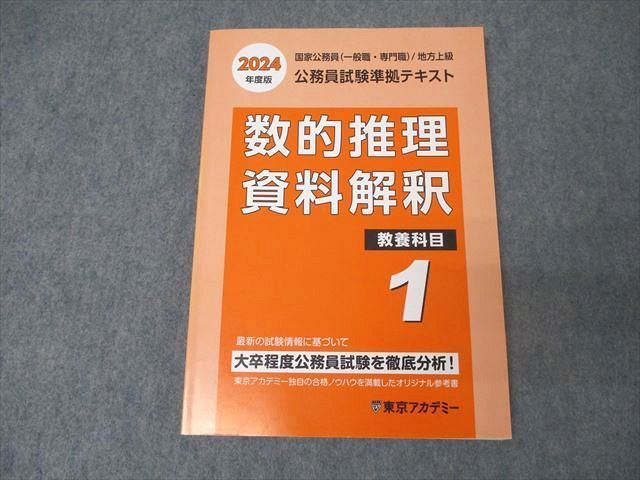 2024
年度版
国家公務員(一般職・専門職)/地方上級
公務員試験準拠テキスト
数的推理
資料解釈
教養科目
1
最新の試験情報に基づいて
大卒程度公務員試験を徹底分析!
東京アカデミー独自の合格ノウハウを満載したオリジナル参考書
東京アカデミー